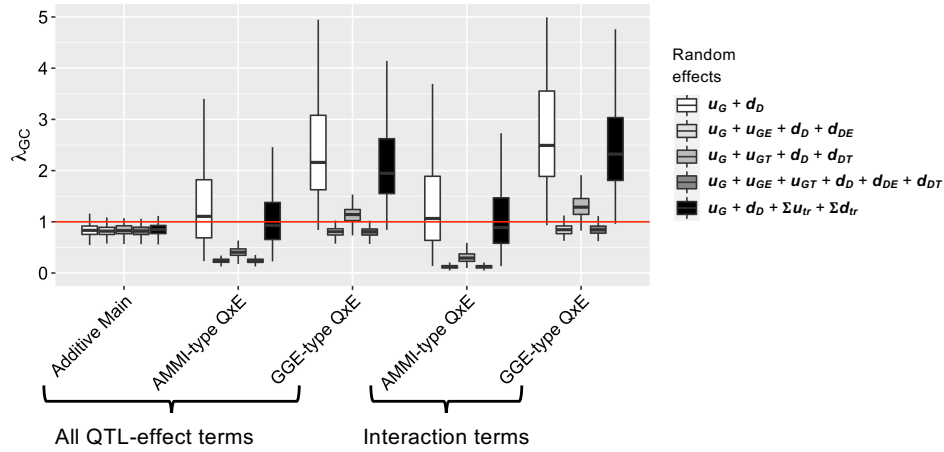 5
4
3
2
1
0
λGC
Additive Main
AMMI-type QxE
GGE-type QxE
AMMI-type QxE
GGE-type QxE
All QTL-effect terms
Interaction terms
Random
effects
uG + dD
uG + uGE + dD + dDE
uG + uGT + dD + dDT
uG + uGE + uGT + dD + dDE + dDT
uG + dD + Σutr + Σdtr